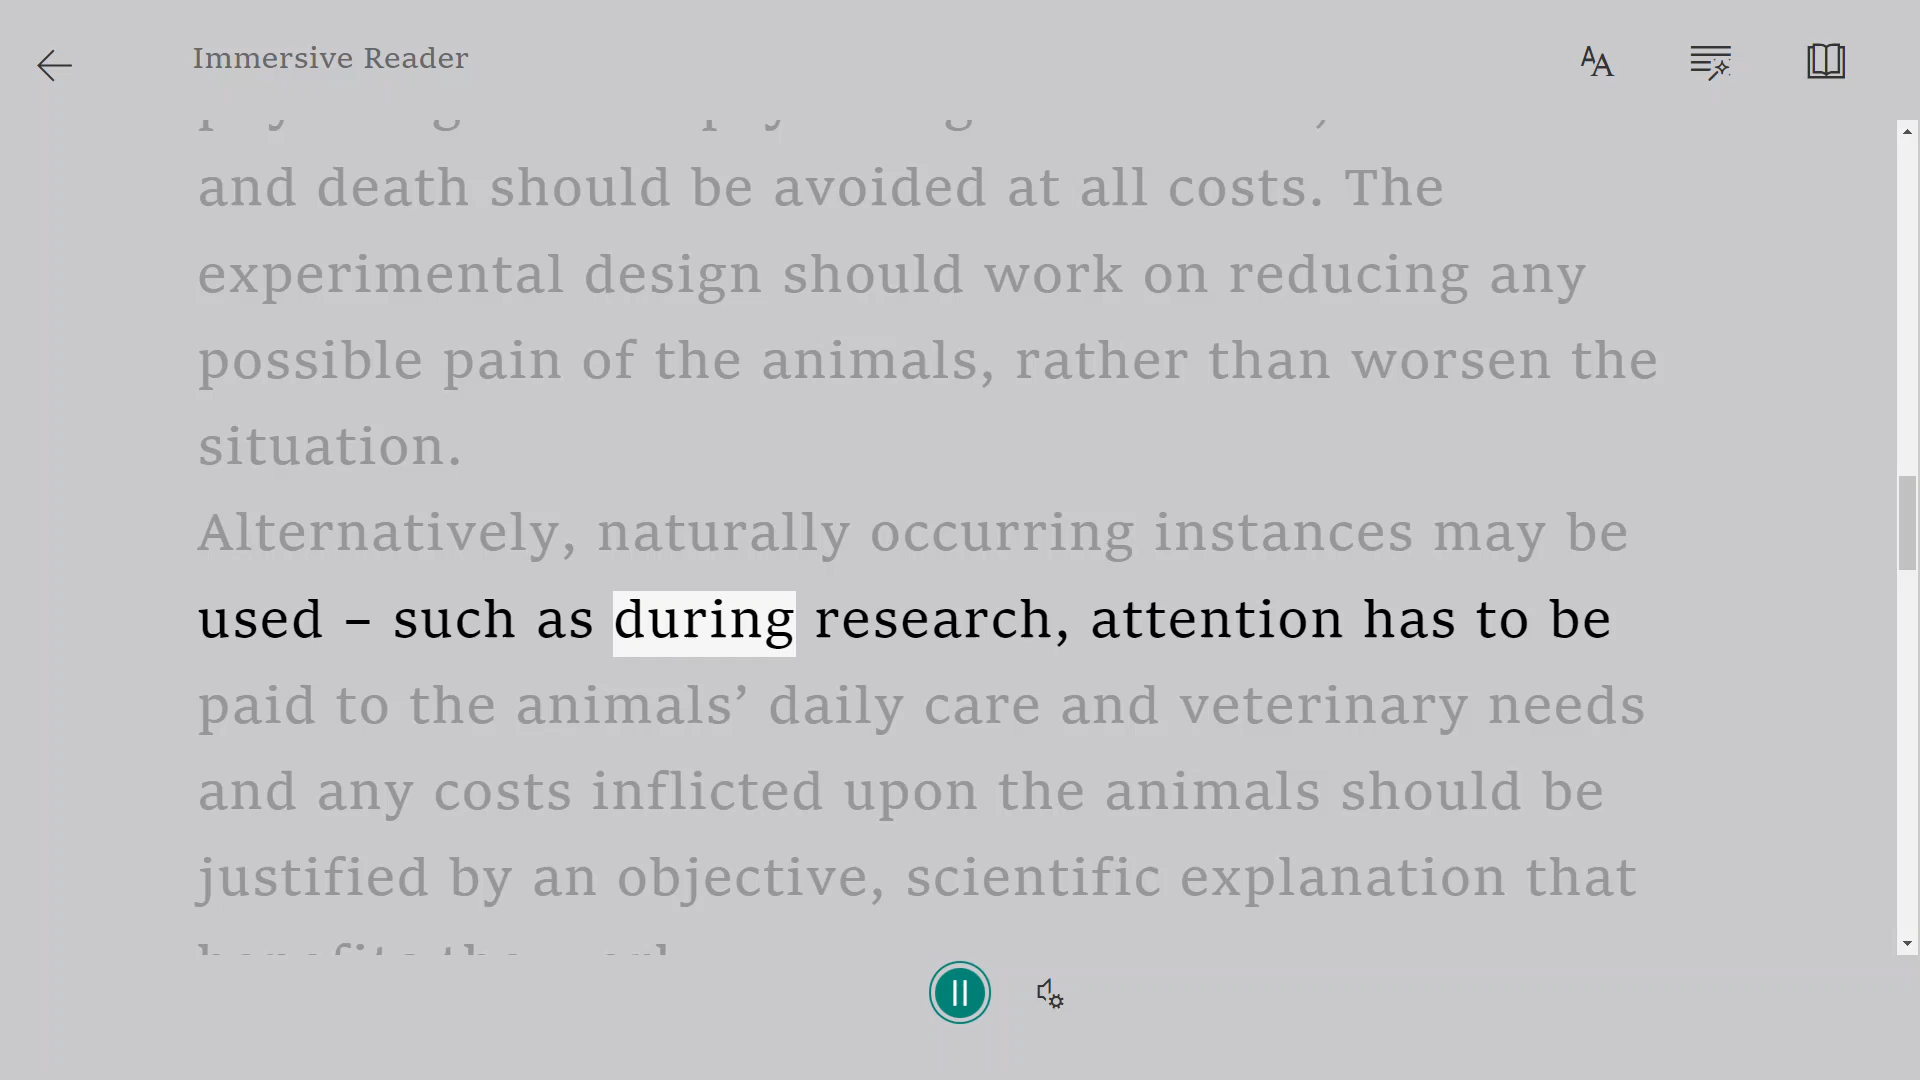 Immersive Reader
and death should be avoided at all costs. The
experimental design should work on reducing any
possible pain of the animals, rather than worsen the
situation.
Alternatively, naturally occurring instances may be
used – such as during research, attention has to be
paid to the animals’ daily care and veterinary needs
and any costs inflicted upon the animals should be
justified by an objective, scientific explanation that